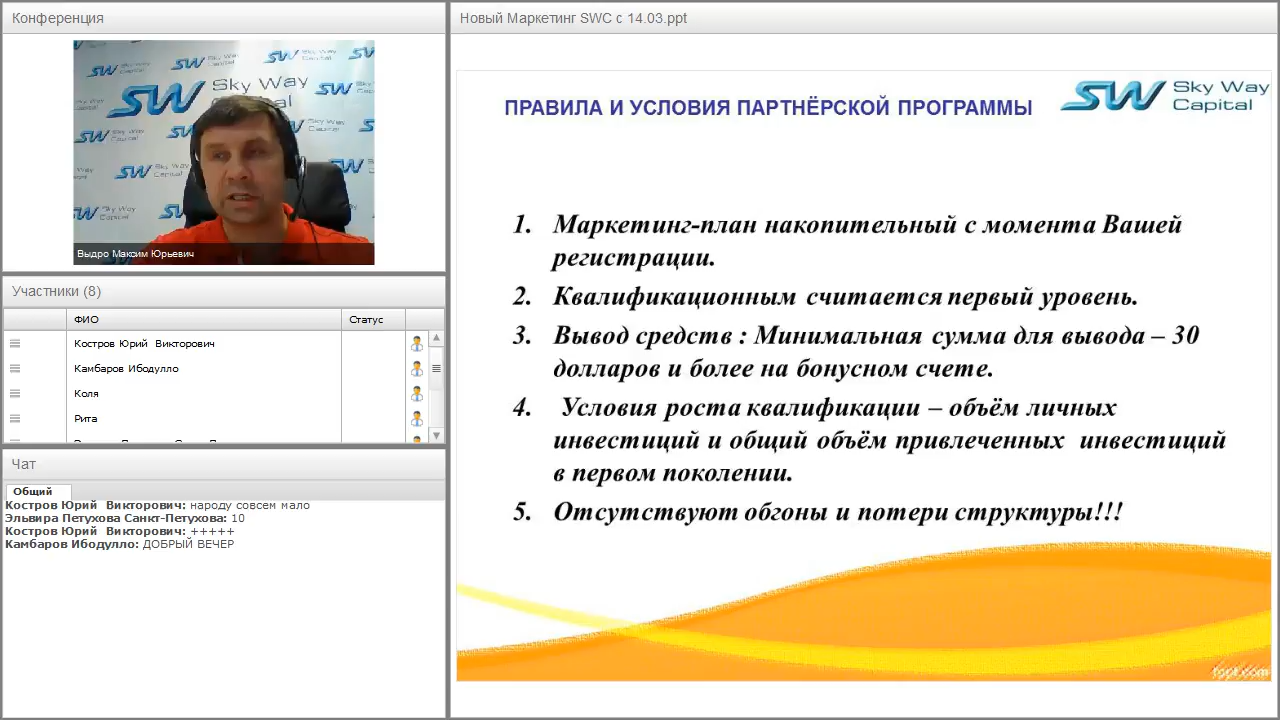 Конференция
SW Sky Way
Capital
Выдро Максим Юрьевич
Участники (8)
ФИО
Статус
Костров Юрий Викторович
Камбаров Ибодулло
Коля
Рита
Чат
Общий
Костров Юрий Викторович: народу совсем мало
Эльвира Петухова Санкт-Петухова: 10
Костров Юрий Викторович: +++++
Камбаров Ибодулло: ДОБРЫЙ ВЕЧЕР
Новый Маркетинг SWC с 14.03.ppt
ПРАВИЛА И УСЛОВИЯ ПАРТНЁРСКОЙ ПРОГРАММЫ
SW Sky Way
Capital
1. Маркетинг-план накопительный с момента Вашей
регистрации.
2. Квалификационным считается первый уровень.
3. Вывод средств : Минимальная сумма для вывода – 30
долларов и более на бонусном счете.
4. Условия роста квалификации – объём личных
инвестиций и общий объём привлеченных инвестиций
в первом поколении.
5. Отсутствуют обгоны и потери структуры!!!
fppt.com